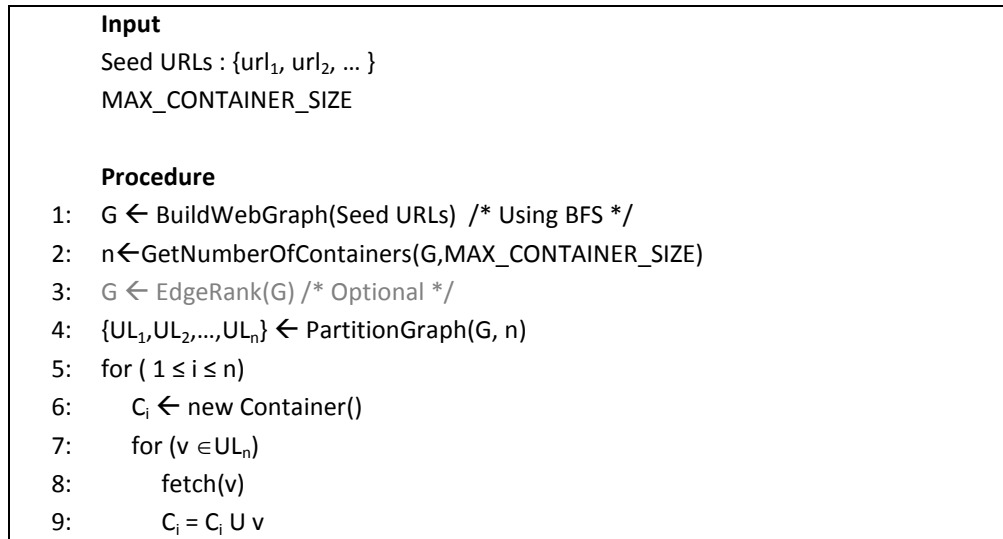 Input
Seed URLs : {url₁, url₂, … }
MAX_CONTAINER_SIZE
Procedure
1: G ← BuildWebGraph(Seed URLs) /* Using BFS */
2: n←GetNumberOfContainers(G,MAX_CONTAINER_SIZE)
3: G ← EdgeRank(G) /* Optional */
4: {UL₁,UL₂,…,ULₙ} ← PartitionGraph(G, n)
5: for ( 1 ≤ i ≤ n)
6: Cᵢ ← new Container()
7: for (v ∈ULₙ)
8: fetch(v)
9: Cᵢ = Cᵢ U v